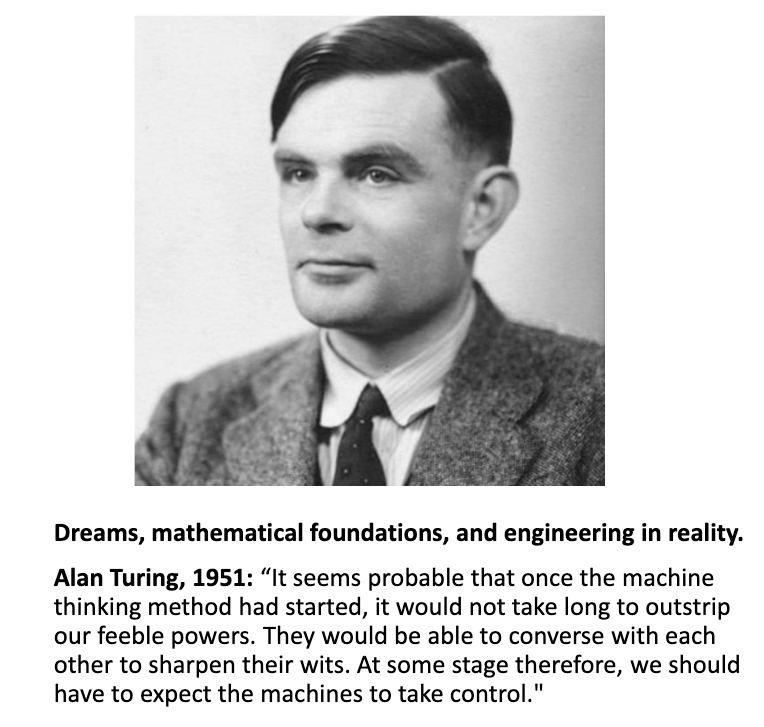 Dreams, mathematical foundations, and engineering in reality.
Alan Turing, 1951: “It seems probable that once the machine
thinking method had started, it would not take long to outstrip
our feeble powers. They would be able to converse with each
other to sharpen their wits. At some stage therefore, we should
have to expect the machines to take control."